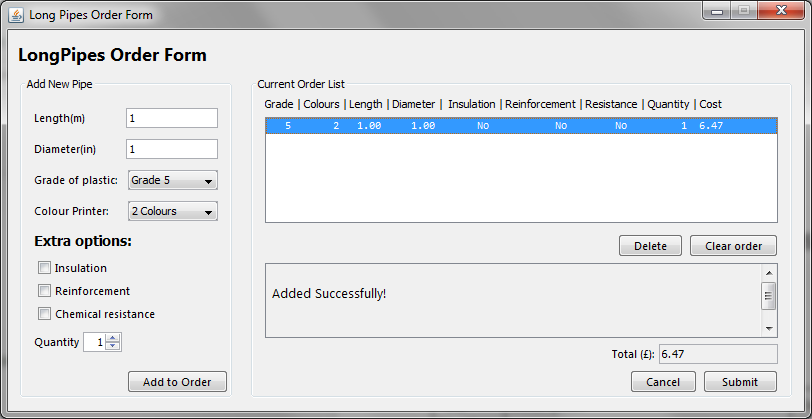 Long Pipes Order Form
LongPipes Order Form
Add New Pipe
Length(m) 1
Diameter(in) 1
Grade of plastic: Grade 5
Colour Printer: 2 Colours
Extra options:
Insulation
Reinforcement
Chemical resistance
Quantity 1
Add to Order
Current Order List
Grade | Colours | Length | Diameter | Insulation | Reinforcement | Resistance | Quantity | Cost
5 2 1.00 1.00 No No No 1 6.47
Delete Clear order
Added Successfully!
Total (£): 6.47
Cancel Submit